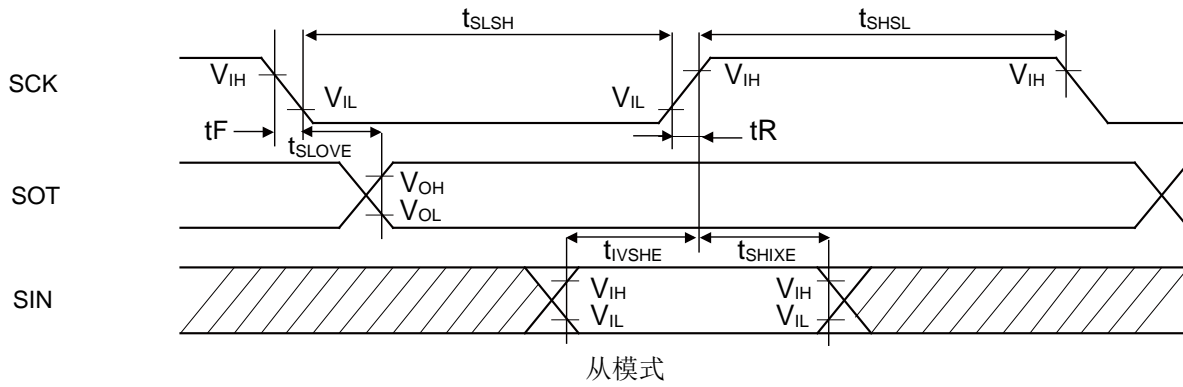 tSLSH tSHSL
SCK VIH VIL VIL VIH VIH
tF tSLOVE tR
SOT VOH VOL
tIVSHE tSHIXE
SIN VIH VIL VIH VIL
从模式